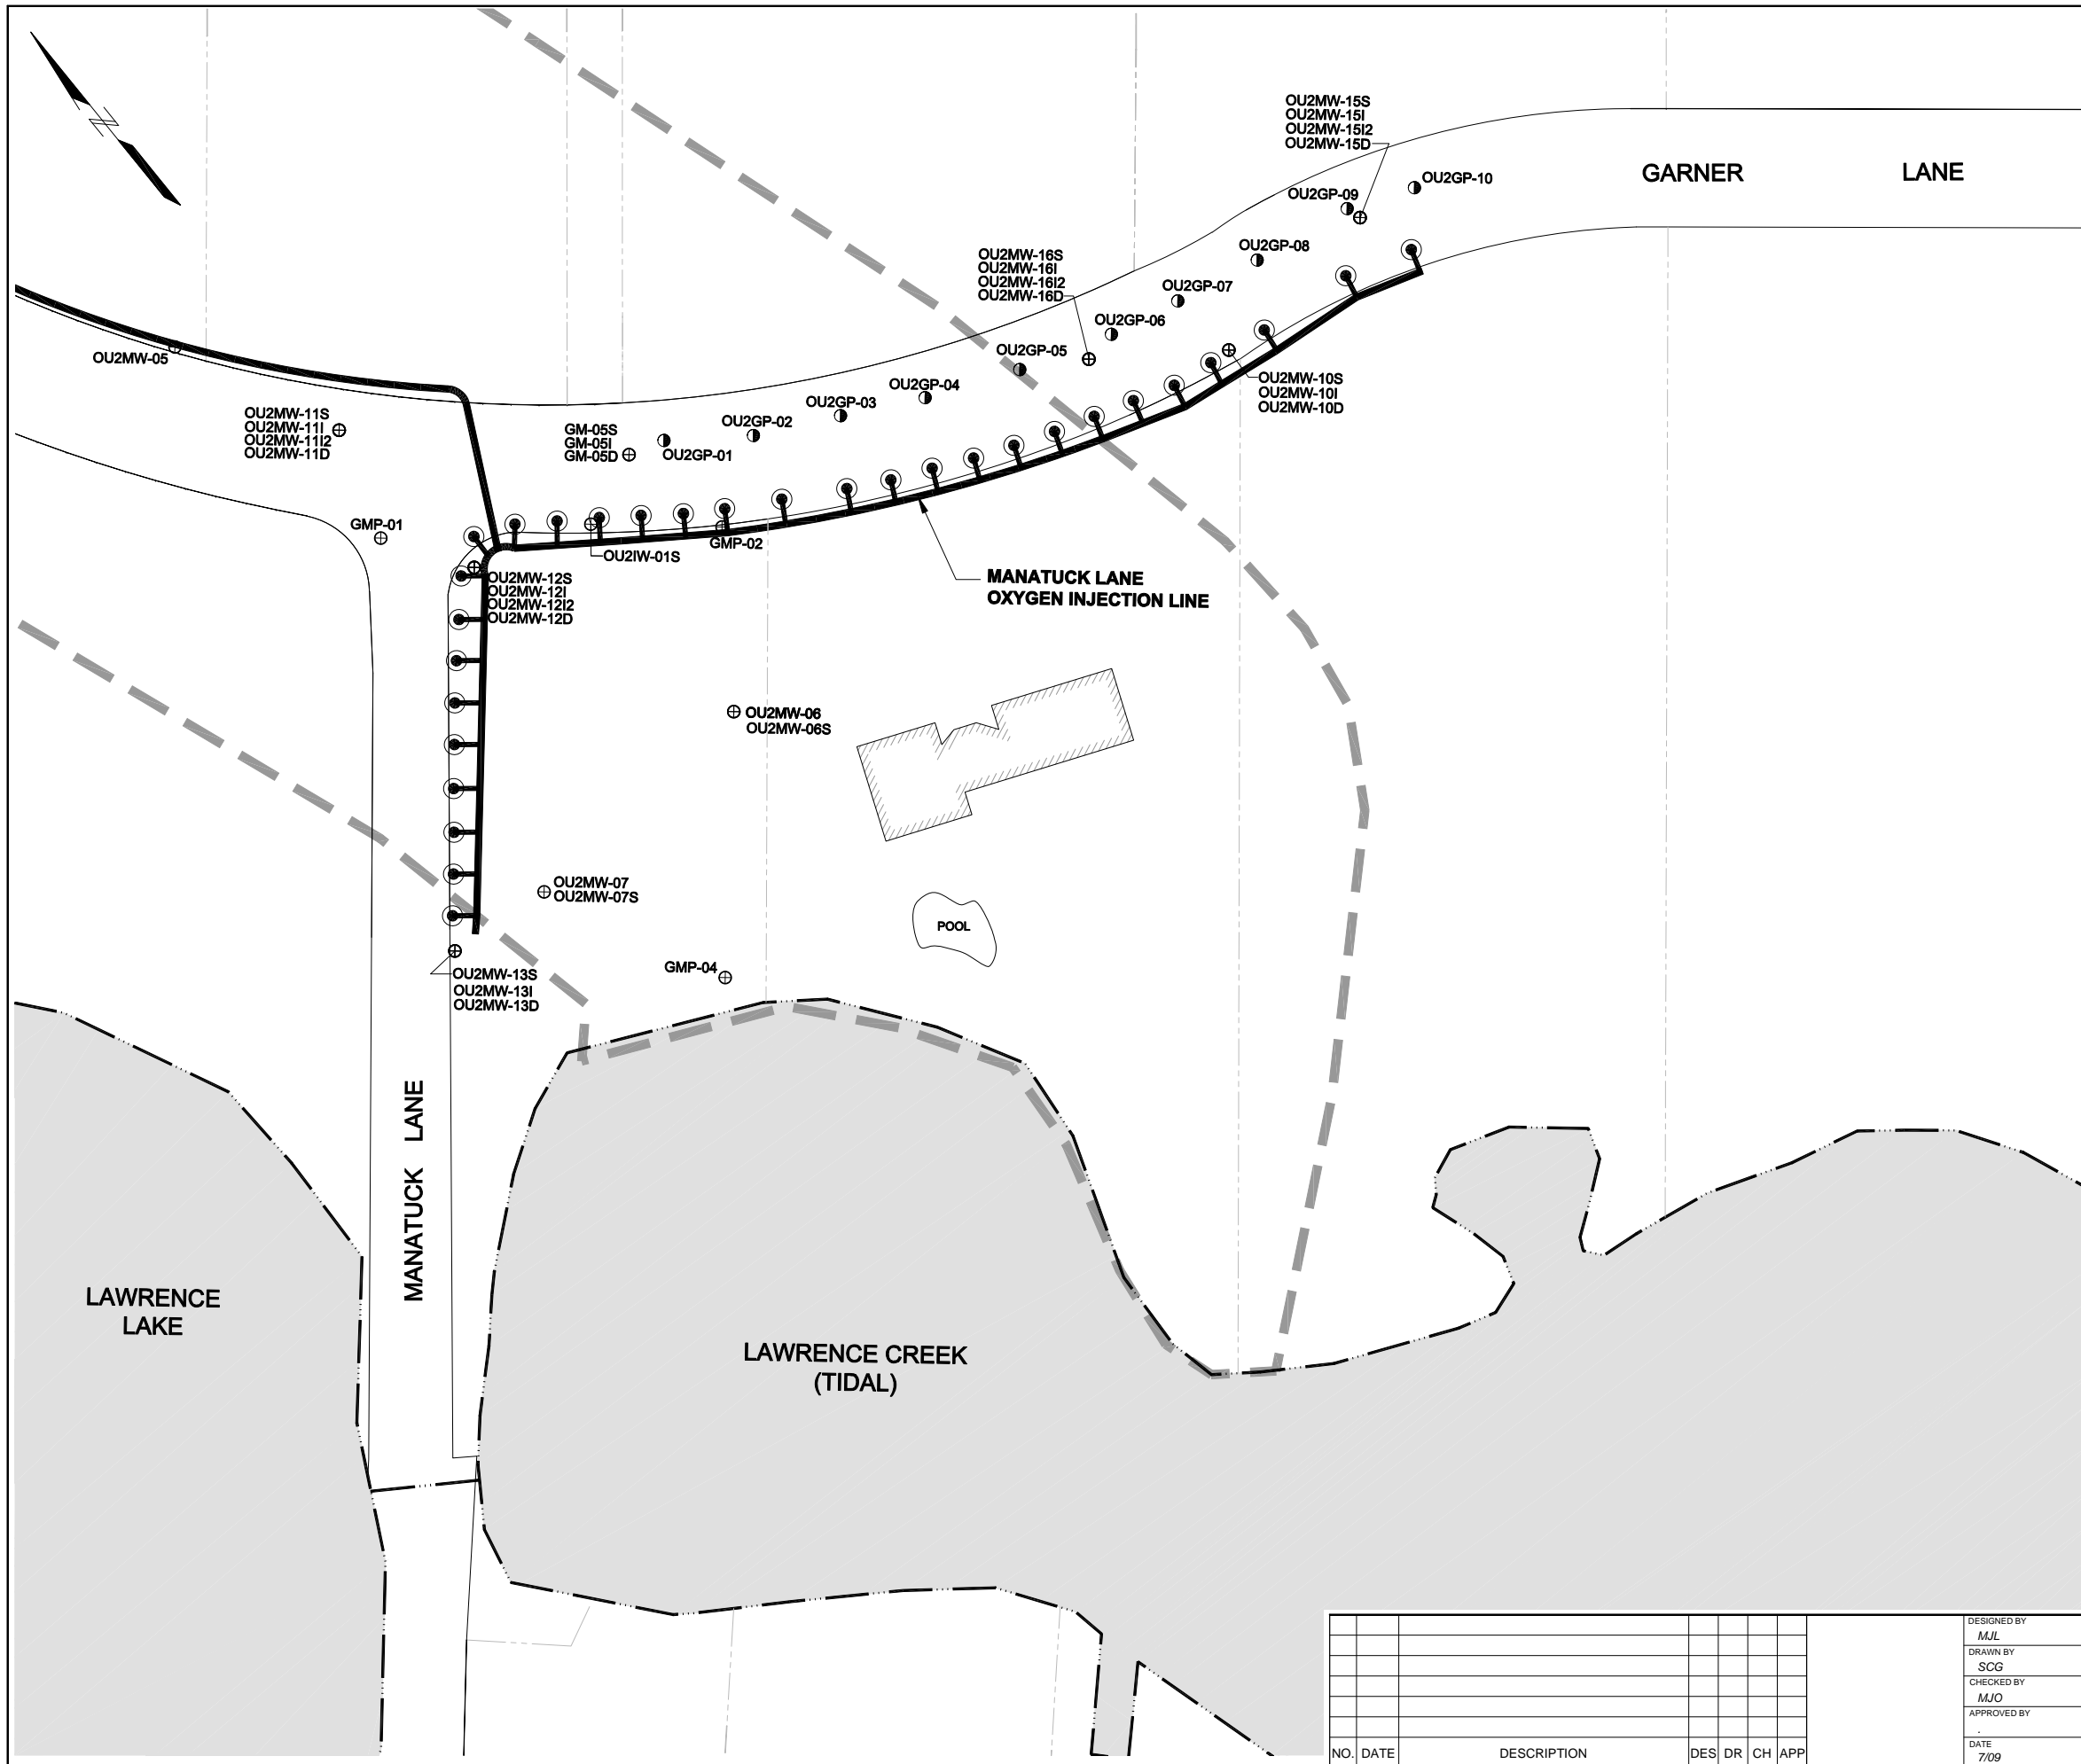 N
OU2MW-15S
OU2MW-15I
OU2MW-15I2
OU2MW-15D
OU2GP-10
GARNER LANE
OU2GP-09
OU2GP-08
OU2MW-16S
OU2MW-16I
OU2MW-16I2
OU2MW-16D
OU2GP-07
OU2GP-06
OU2GP-05
OU2MW-05
OU2MW-10S
OU2MW-10I
OU2MW-10D
OU2GP-04
OU2GP-03
OU2GP-02
OU2GP-01
OU2MW-11S
OU2MW-11I
OU2MW-11I2
OU2MW-11D
GM-05S
GM-05I
GM-05D
GMP-01
GMP-02
OU2IW-01S
MANATUCK LANE
OXYGEN INJECTION LINE
OU2MW-12S
OU2MW-12I
OU2MW-12I2
OU2MW-12D
OU2MW-06
OU2MW-06S
OU2MW-07
OU2MW-07S
POOL
GMP-04
OU2MW-13S
OU2MW-13I
OU2MW-13D
MANATUCK LANE
LAWRENCE
LAKE
LAWRENCE CREEK
(TIDAL)
DESIGNED BY
MJL
DRAWN BY
SCG
CHECKED BY
MJO
APPROVED BY
.
DATE
7/09
NO. DATE DESCRIPTION DES DR CH APP